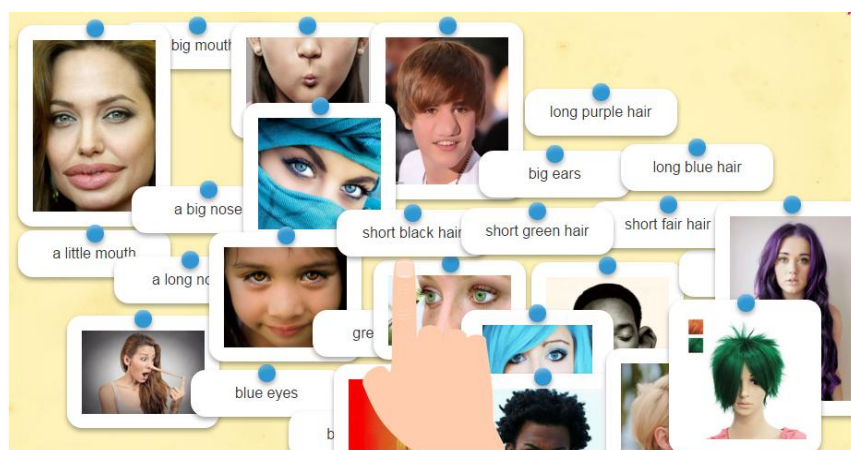 big mouth
long purple hair
big ears
long blue hair
a big nose
short black hair
short green hair
short fair hair
a little mouth
a long
blue eyes